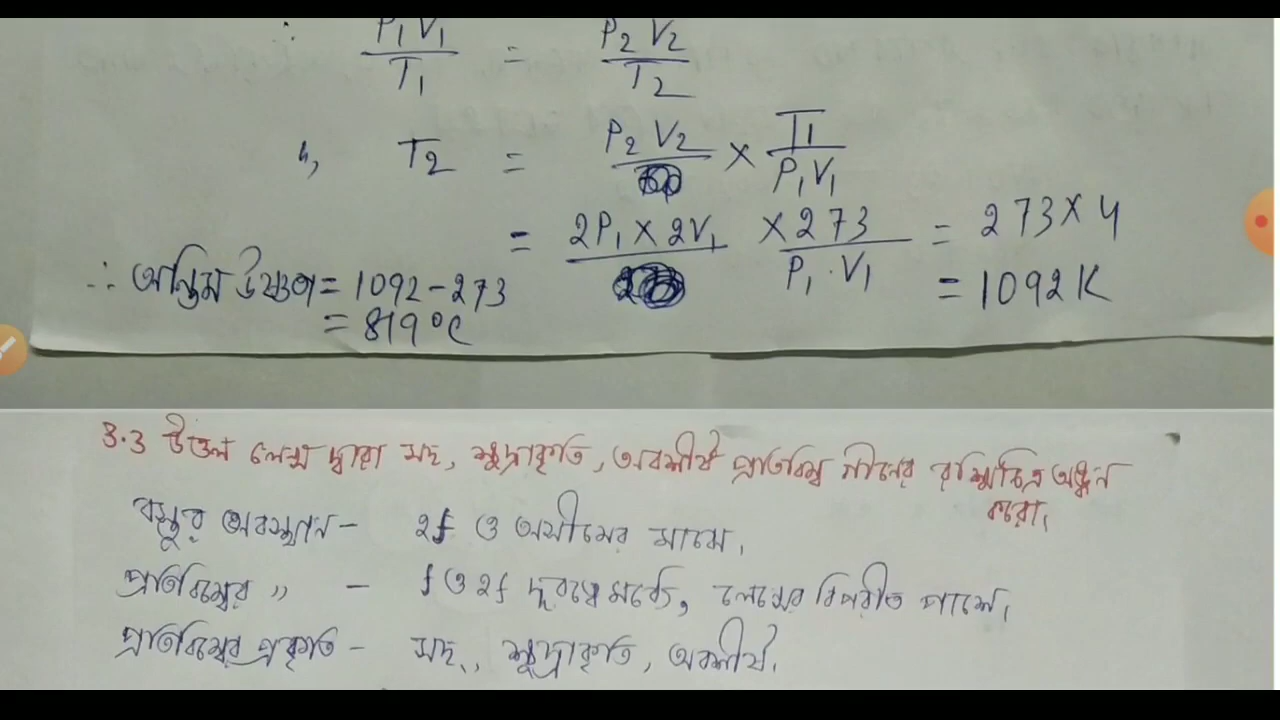 ∴ P₁V₁/T₁ = P₂V₂/T₂
4, T₂ = P₂V₂ × T₁/P₁V₁
= 2P₁ × 2V₁ × 273/P₁.V₁ = 273 × 4
= 1092K
∴ অন্তিম উষ্ণতা = 1092 - 273
= 819°C
3.3 উত্তল লেন্স দ্বারা সদ, ক্ষুদ্রাকৃতি, অবশীর্ষ প্রতিবিম্ব গঠনের রশ্মিচিত্র অঙ্কন
করো।
বস্তুর অবস্থান - 2f ও অসীমের মাঝে।
প্রতিবিম্বের " - f ও 2f দূরত্বের মধ্যে, লেন্সের বিপরীত পাশে।
প্রতিবিম্বের প্রকৃতি - সদ, ক্ষুদ্রাকৃতি, অবশীর্ষ।